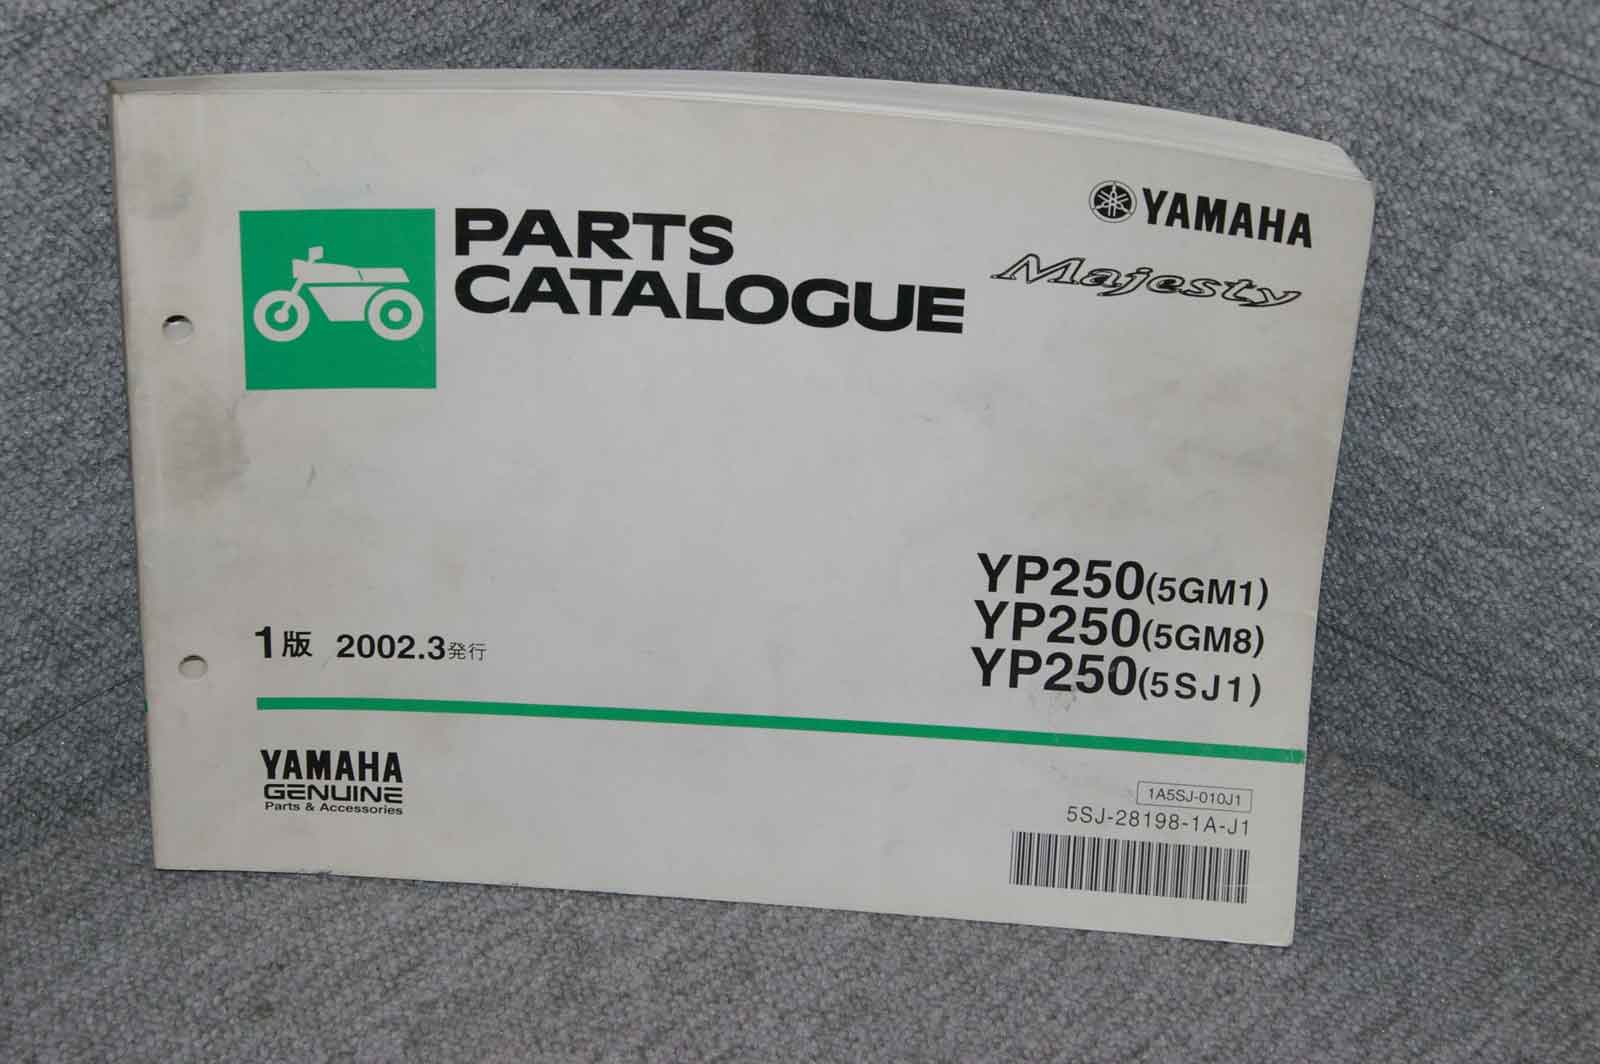 YAMAHA
Majesty
PARTS
CATALOGUE
YP250(5GM1)
YP250(5GM8)
YP250(5SJ1)
1版 2002.3発行
YAMAHA
GENUINE
Parts & Accessories
1A5SJ-010J1
5SJ-28198-1A-J1